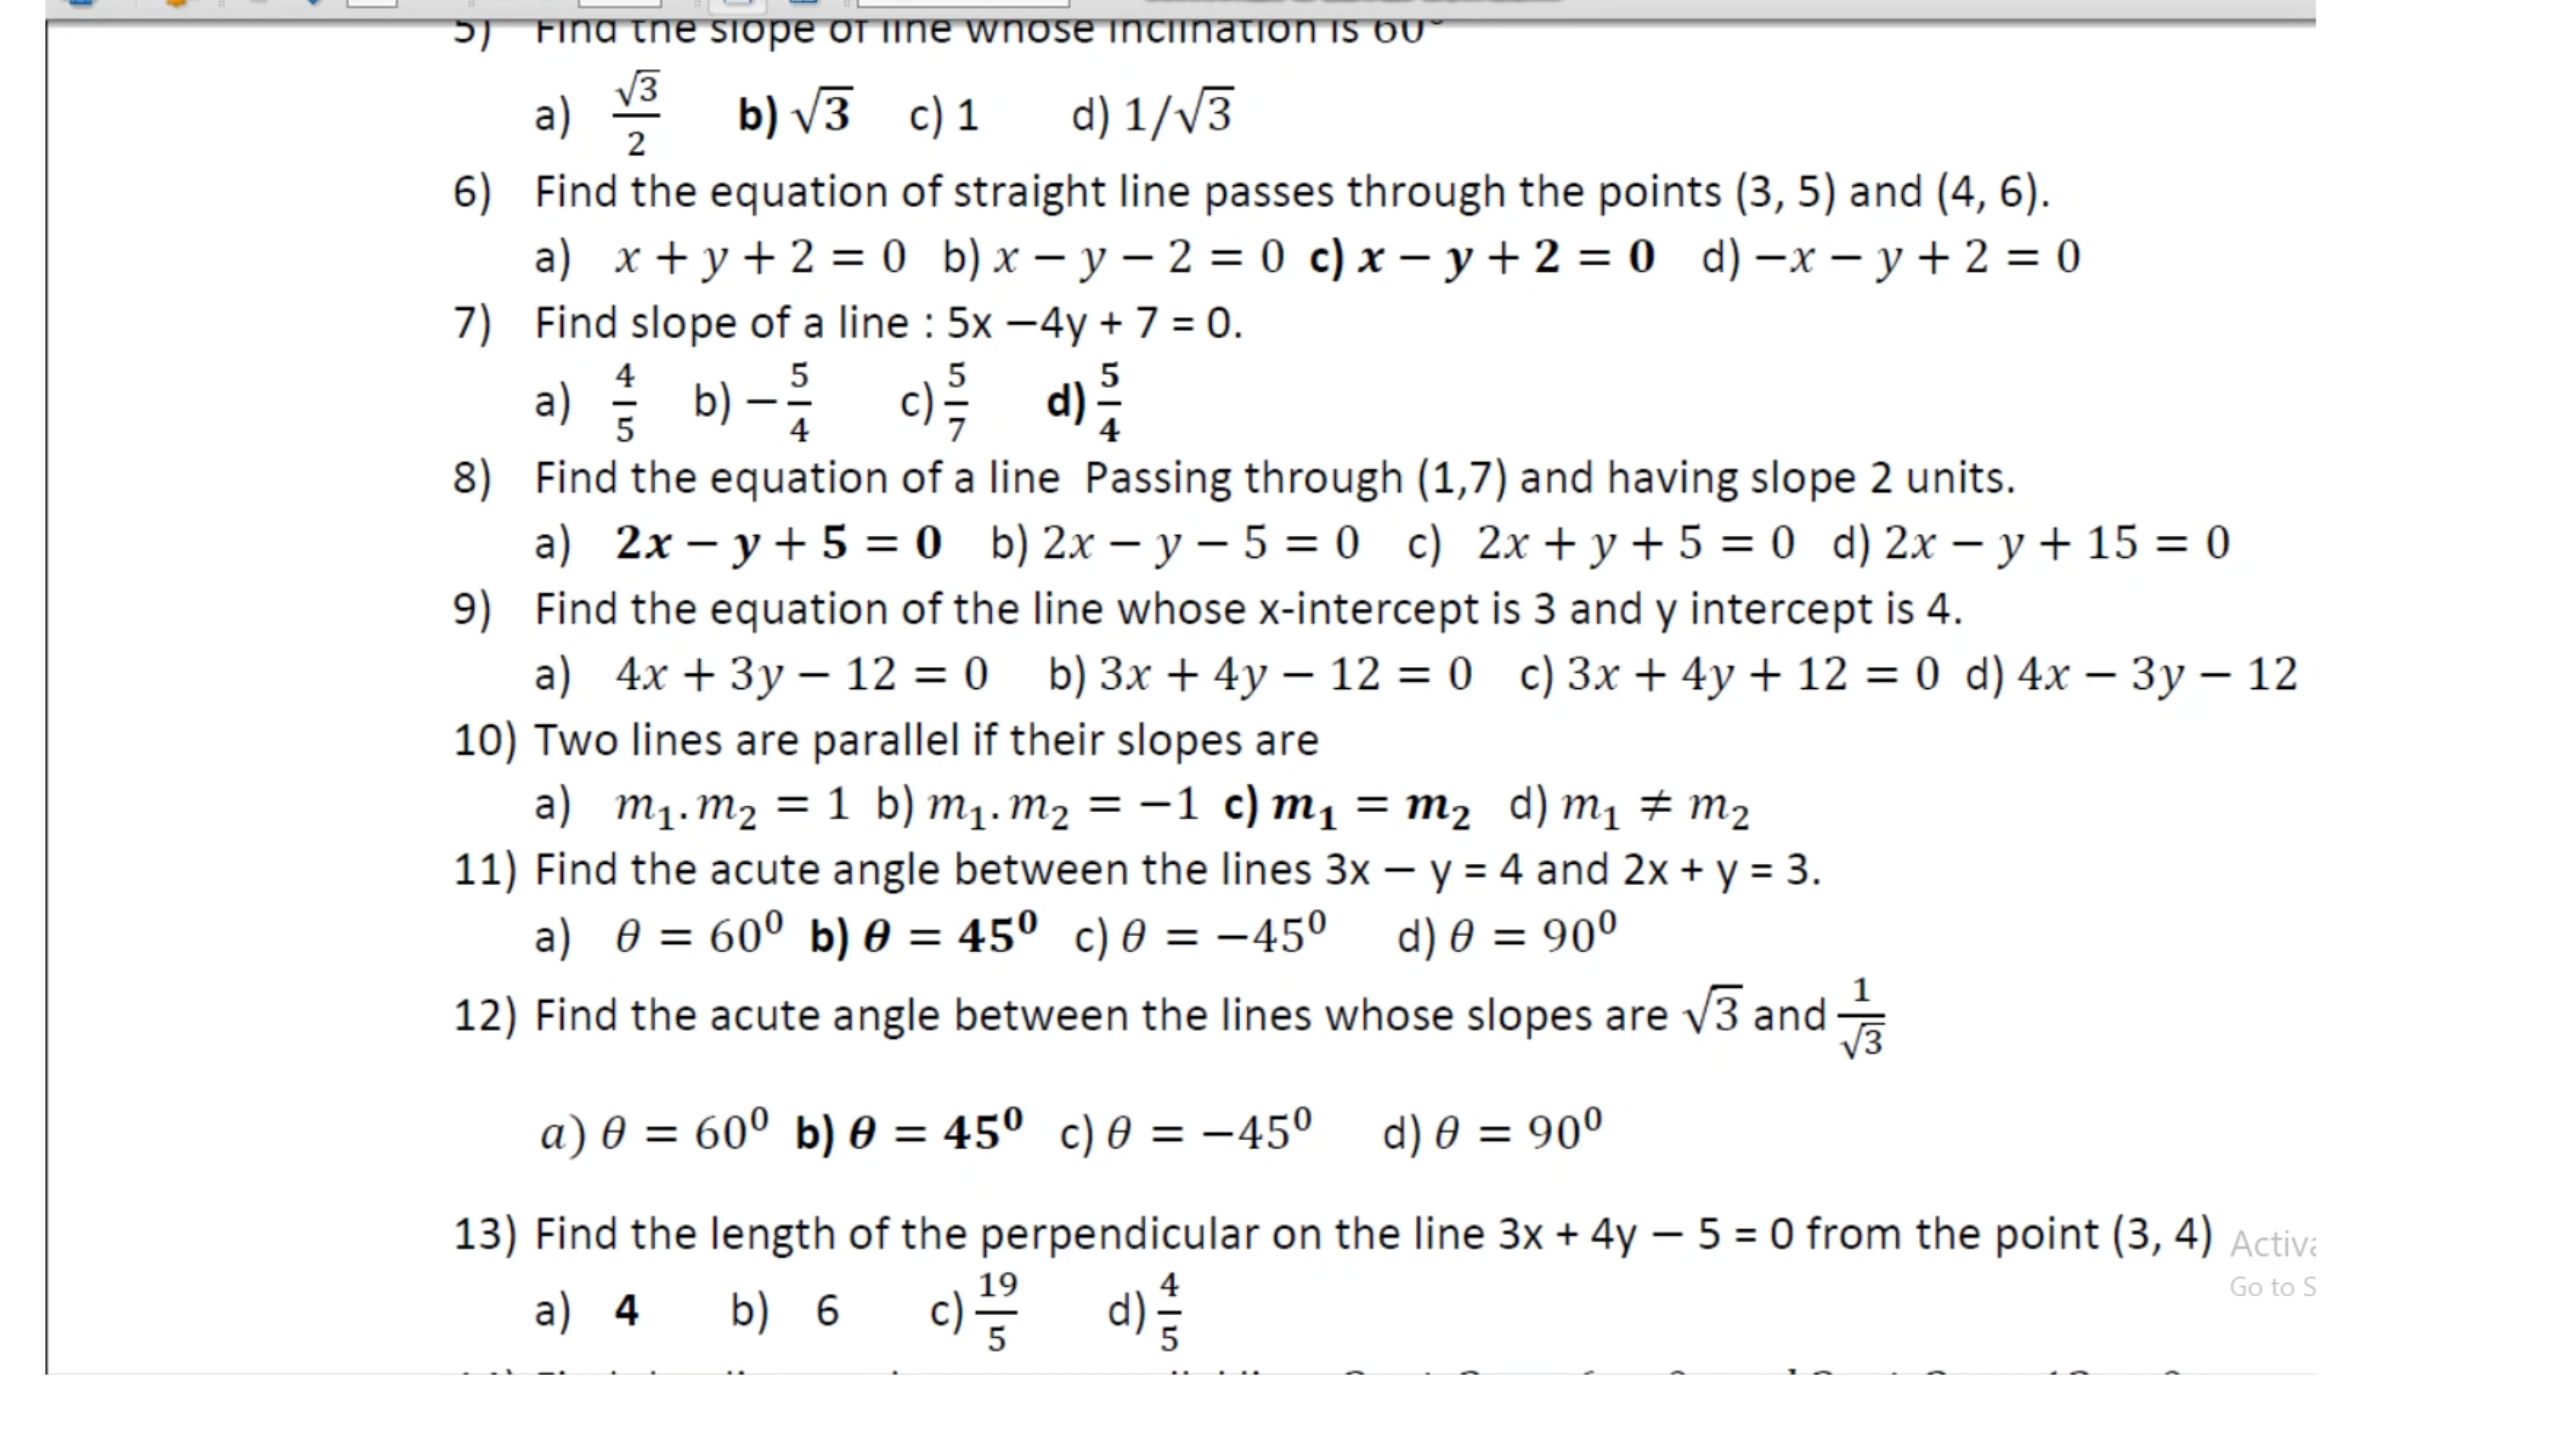 5) Find the slope of line whose inclination is 60°
a) √3/2 b) √3 c) 1 d) 1/√3
6) Find the equation of straight line passes through the points (3, 5) and (4, 6).
a) x + y + 2 = 0 b) x − y − 2 = 0 c) x − y + 2 = 0 d) −x − y + 2 = 0
7) Find slope of a line : 5x −4y + 7 = 0.
a) 4/5 b) −5/4 c) 5/7 d) 5/4
8) Find the equation of a line Passing through (1,7) and having slope 2 units.
a) 2x − y + 5 = 0 b) 2x − y − 5 = 0 c) 2x + y + 5 = 0 d) 2x − y + 15 = 0
9) Find the equation of the line whose x-intercept is 3 and y intercept is 4.
a) 4x + 3y − 12 = 0 b) 3x + 4y − 12 = 0 c) 3x + 4y + 12 = 0 d) 4x − 3y − 12
10) Two lines are parallel if their slopes are
a) m₁.m₂ = 1 b) m₁.m₂ = −1 c) m₁ = m₂ d) m₁ ≠ m₂
11) Find the acute angle between the lines 3x − y = 4 and 2x + y = 3.
a) θ = 60⁰ b) θ = 45⁰ c) θ = −45⁰ d) θ = 90⁰
12) Find the acute angle between the lines whose slopes are √3 and 1/√3
a) θ = 60⁰ b) θ = 45⁰ c) θ = −45⁰ d) θ = 90⁰
13) Find the length of the perpendicular on the line 3x + 4y − 5 = 0 from the point (3, 4)
Activa
Go to S
a) 4 b) 6 c) 19/5 d) 4/5